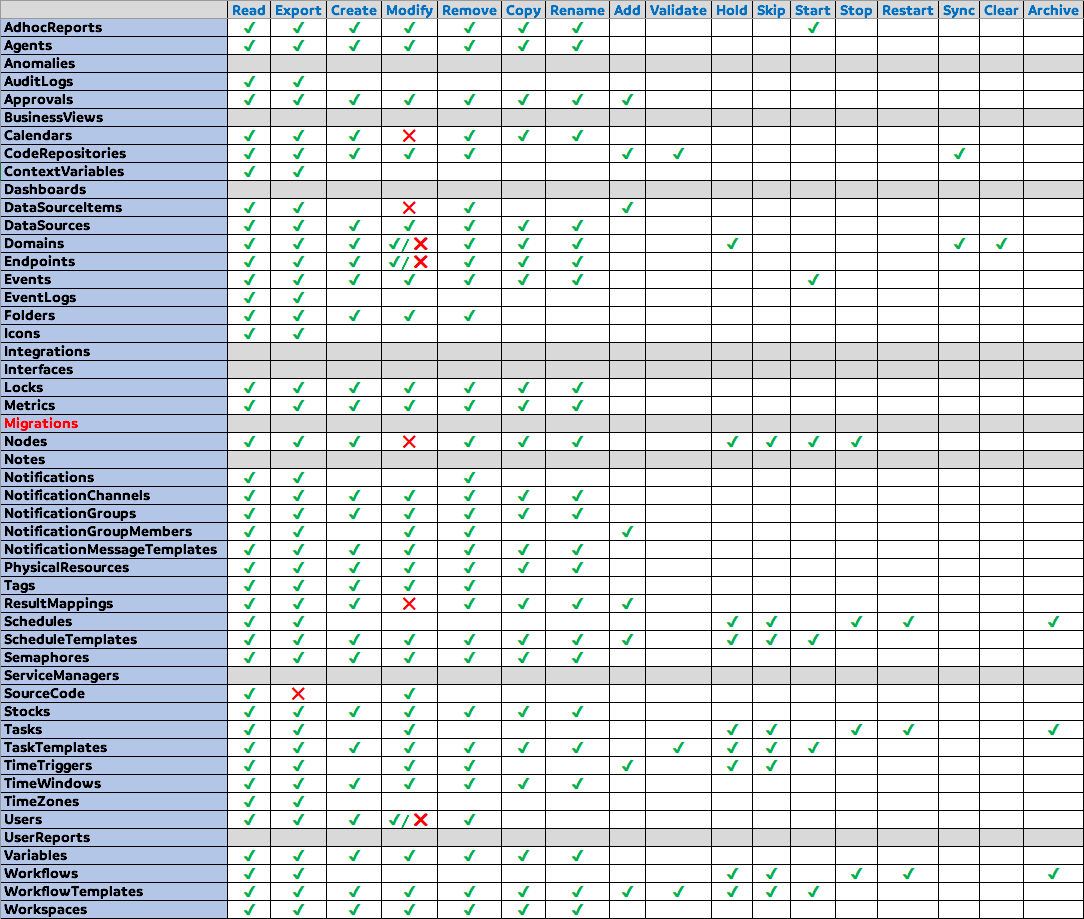 Read Export Create Modify Remove Copy Rename Add Validate Hold Skip Start Stop Restart Sync Clear Archive
AdhocReports ✓ ✓ ✓ ✓ ✓ ✓ ✓ ✓
Agents ✓ ✓ ✓ ✓ ✓ ✓ ✓
Anomalies
AuditLogs ✓ ✓
Approvals ✓ ✓ ✓ ✓ ✓ ✓ ✓ ✓
BusinessViews
Calendars ✓ ✓ ✓ ✕ ✓ ✓ ✓
CodeRepositories ✓ ✓ ✓ ✓ ✓ ✓ ✓ ✓
ContextVariables ✓ ✓
Dashboards
DataSourceItems ✓ ✓ ✕ ✓ ✓
DataSources ✓ ✓ ✓ ✓ ✓ ✓ ✓
Domains ✓ ✓ ✓ ✓/✕ ✓ ✓ ✓ ✓ ✓ ✓
Endpoints ✓ ✓ ✓ ✓/✕ ✓ ✓ ✓
Events ✓ ✓ ✓ ✓ ✓ ✓ ✓ ✓
EventLogs ✓ ✓
Folders ✓ ✓ ✓ ✓ ✓
Icons ✓ ✓
Integrations
Interfaces
Locks ✓ ✓ ✓ ✓ ✓ ✓ ✓
Metrics ✓ ✓ ✓ ✓ ✓ ✓ ✓
Migrations
Nodes ✓ ✓ ✓ ✕ ✓ ✓ ✓ ✓ ✓ ✓ ✓
Notes
Notifications ✓ ✓ ✓
NotificationChannels ✓ ✓ ✓ ✓ ✓ ✓ ✓
NotificationGroups ✓ ✓ ✓ ✓ ✓ ✓ ✓
NotificationGroupMembers ✓ ✓ ✓ ✓ ✓
NotificationMessageTemplates ✓ ✓ ✓ ✓ ✓ ✓ ✓
PhysicalResources ✓ ✓ ✓ ✓ ✓ ✓ ✓
Tags ✓ ✓ ✓ ✓ ✓
ResultMappings ✓ ✓ ✓ ✕ ✓ ✓ ✓ ✓
Schedules ✓ ✓ ✓ ✓ ✓ ✓ ✓
ScheduleTemplates ✓ ✓ ✓ ✓ ✓ ✓ ✓ ✓ ✓ ✓ ✓
Semaphores ✓ ✓ ✓ ✓ ✓ ✓ ✓
ServiceManagers
SourceCode ✓ ✕ ✓
Stocks ✓ ✓ ✓ ✓ ✓ ✓ ✓
Tasks ✓ ✓ ✓ ✓ ✓ ✓ ✓ ✓
TaskTemplates ✓ ✓ ✓ ✓ ✓ ✓ ✓ ✓ ✓ ✓ ✓
TimeTriggers ✓ ✓ ✓ ✓ ✓ ✓ ✓
TimeWindows ✓ ✓ ✓ ✓ ✓ ✓ ✓
TimeZones ✓ ✓
Users ✓ ✓ ✓ ✓/✕ ✓
UserReports
Variables ✓ ✓ ✓ ✓ ✓ ✓ ✓
Workflows ✓ ✓ ✓ ✓ ✓ ✓ ✓
WorkflowTemplates ✓ ✓ ✓ ✓ ✓ ✓ ✓ ✓ ✓ ✓ ✓ ✓
Workspaces ✓ ✓ ✓ ✓ ✓ ✓ ✓